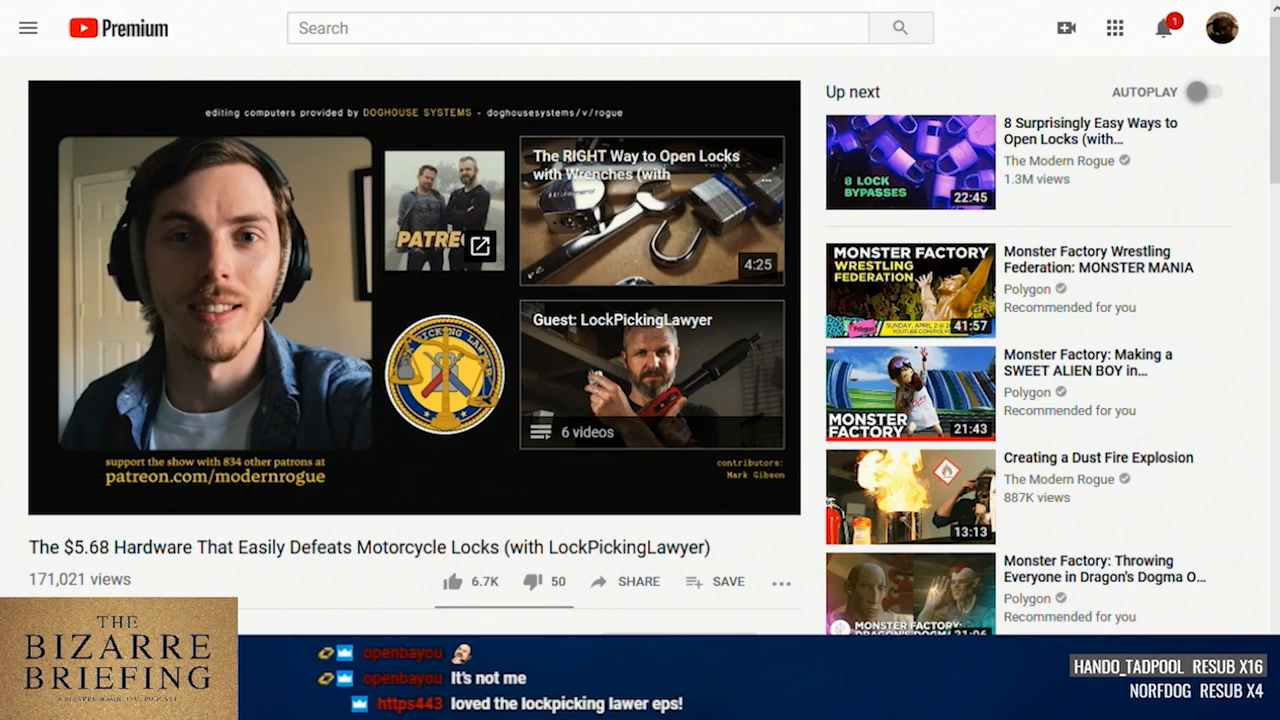 Premium
Search
1
editing computers provided by DOGHOUSE SYSTEMS - doghousesystems/v/rogue
The RIGHT Way to Open Locks
with Wrenches (with
PATRE
4:25
Guest: LockPickingLawyer
6 videos
support the show with 834 other patrons at
patreon.com/modernrogue
contributors:
Mark Gibson
The $5.68 Hardware That Easily Defeats Motorcycle Locks (with LockPickingLawyer)
171,021 views
6.7K
50
SHARE
SAVE
Up next
AUTOPLAY
8 LOCK
BYPASSES
22:45
8 Surprisingly Easy Ways to
Open Locks (with...
The Modern Rogue
1.3M views
MONSTER FACTORY
WRESTLING
FEDERATION
41:57
Monster Factory Wrestling
Federation: MONSTER MANIA
Polygon
Recommended for you
MONSTER
FACTORY
21:43
Monster Factory: Making a
SWEET ALIEN BOY in...
Polygon
Recommended for you
13:13
Creating a Dust Fire Explosion
The Modern Rogue
887K views
Monster Factory: Throwing
Everyone in Dragon's Dogma O...
Polygon
Recommended for you
THE
BIZARRE
BRIEFING
openbayou
openbayou It's not me
https443 loved the lockpicking lawer eps!
HANDO_TADPOOL RESUB X16
NORFDOG RESUB X4